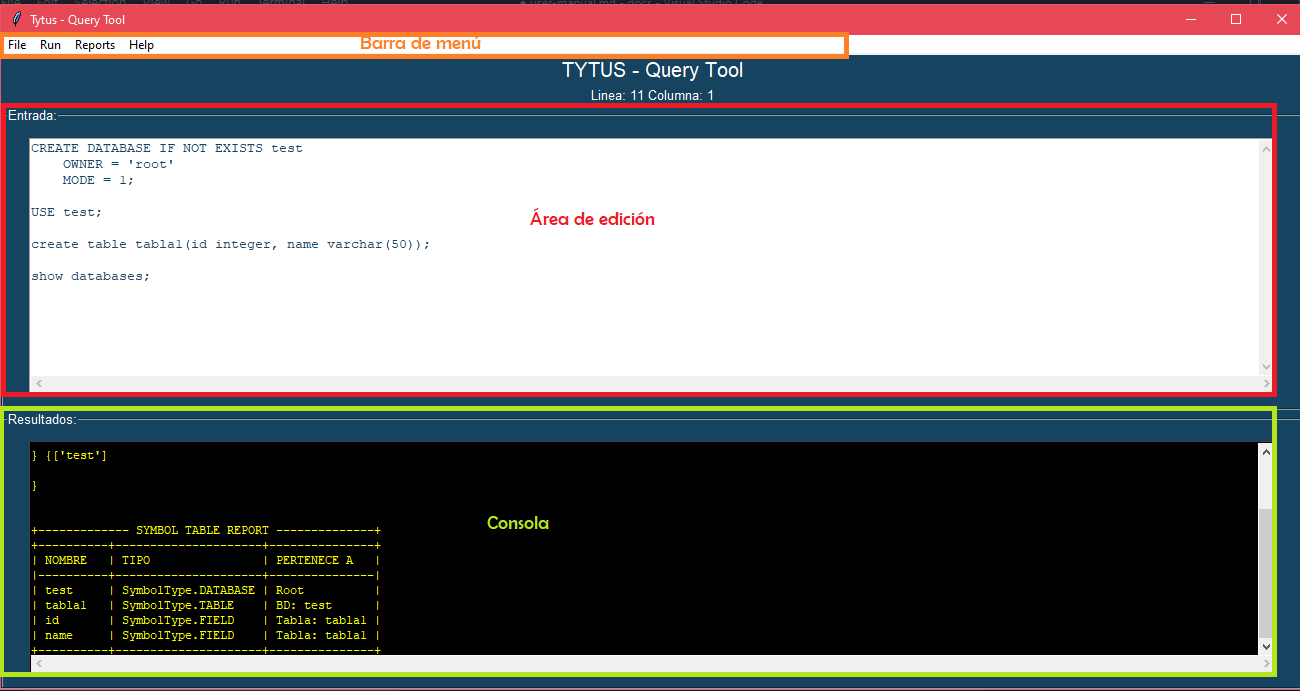 Tytus - Query Tool
File Run Reports Help
Barra de menú
TYTUS - Query Tool
Linea: 11 Columna: 1
Entrada:
CREATE DATABASE IF NOT EXISTS test
    OWNER = 'root'
    MODE = 1;
USE test;
Área de edición
create table tabla1(id integer, name varchar(50));
show databases;
Resultados:
} {['test']
}
Consola
+------------- SYMBOL TABLE REPORT --------------+
+----------+---------------------+---------------+
| NOMBRE   | TIPO                | PERTENECE A   |
|----------+---------------------+---------------|
| test     | SymbolType.DATABASE | Root          |
| tabla1   | SymbolType.TABLE    | BD: test      |
| id       | SymbolType.FIELD    | Tabla: tabla1 |
| name     | SymbolType.FIELD    | Tabla: tabla1 |
+----------+---------------------+---------------+